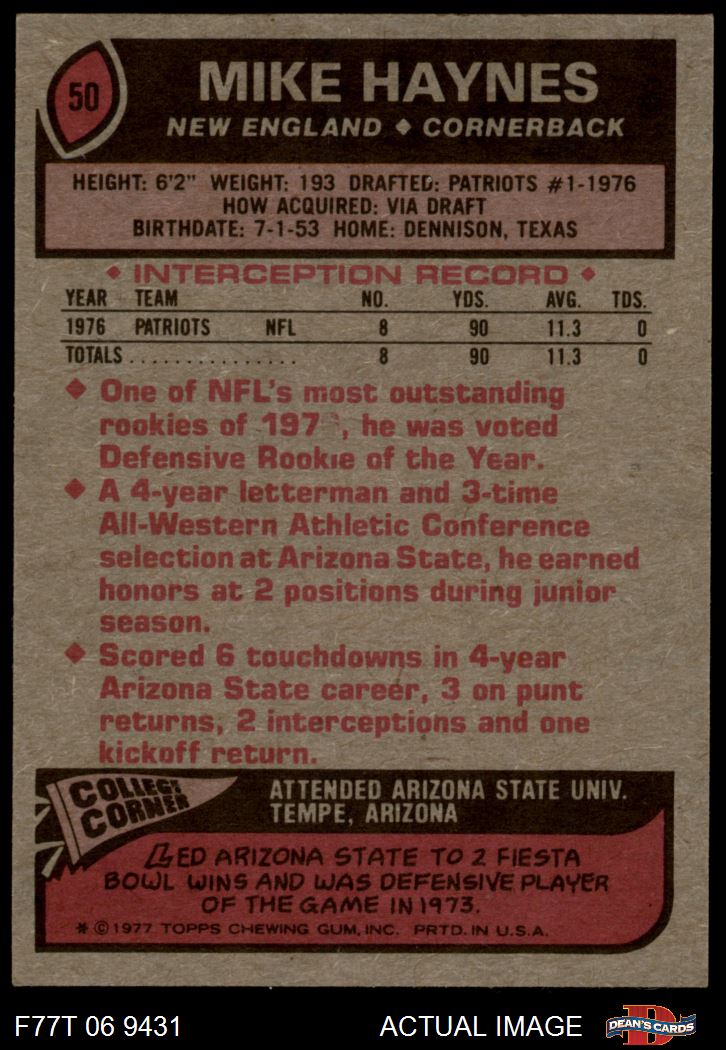 50
MIKE HAYNES
NEW ENGLAND ♦ CORNERBACK
HEIGHT: 6'2" WEIGHT: 193 DRAFTED: PATRIOTS #1-1976
HOW ACQUIRED: VIA DRAFT
BIRTHDATE: 7-1-53 HOME: DENNISON, TEXAS
♦ INTERCEPTION RECORD ♦
YEAR TEAM NO. YDS. AVG. TDS.
1976 PATRIOTS NFL 8 90 11.3 0
TOTALS............... 8 90 11.3 0
♦ One of NFL's most outstanding
rookies of 197 , he was voted
Defensive Rookie of the Year.
♦ A 4-year letterman and 3-time
All-Western Athletic Conference
selection at Arizona State, he earned
honors at 2 positions during junior
season.
♦ Scored 6 touchdowns in 4-year
Arizona State career, 3 on punt
returns, 2 interceptions and one
kickoff return.
COLLEGE
CORNER
ATTENDED ARIZONA STATE UNIV.
TEMPE, ARIZONA
LED ARIZONA STATE TO 2 FIESTA
BOWL WINS AND WAS DEFENSIVE PLAYER
OF THE GAME IN 1973.
* © 1977 TOPPS CHEWING GUM, INC. PRTD. IN U.S.A.
F77T 06 9431
ACTUAL IMAGE
D
DEAN'S CARDS